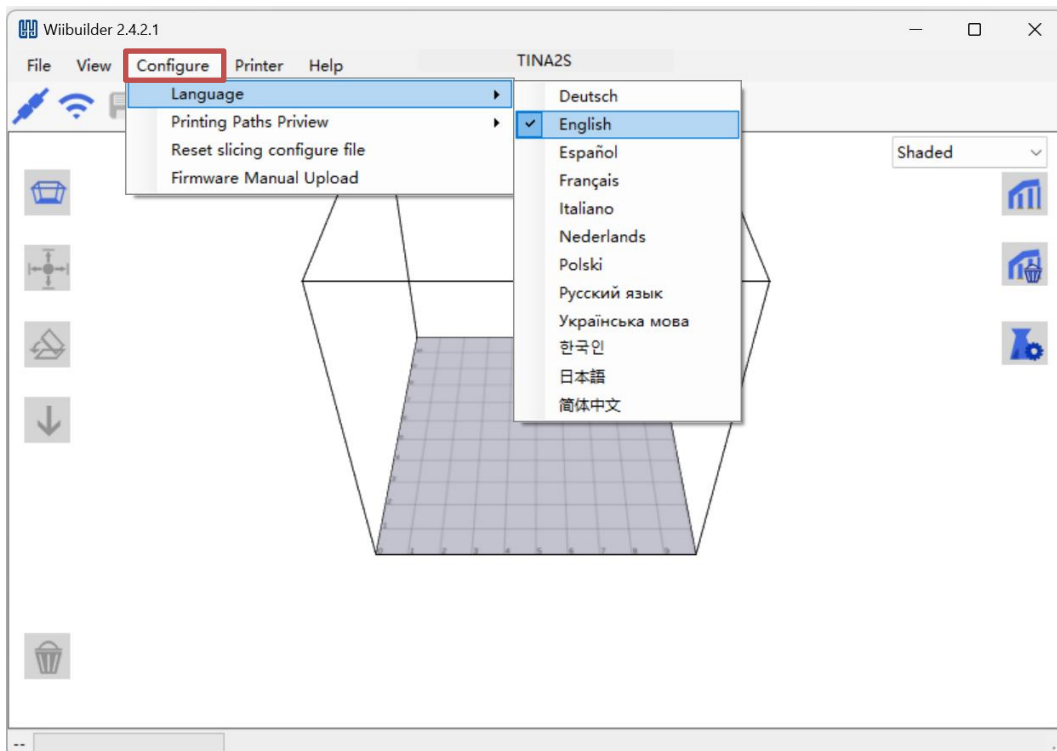 Wiibuilder 2.4.2.1
File View Configure Printer Help
TINA2S
Language
Printing Paths Priview
Reset slicing configure file
Firmware Manual Upload
Deutsch
English
Español
Français
Italiano
Nederlands
Polski
Русский язык
Українська мова
한국인
日本語
简体中文
Shaded
--